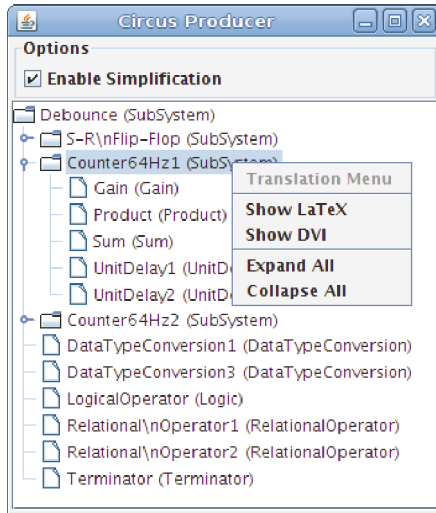 Circus Producer
Options
Enable Simplification
Debounce (SubSystem)
S-R\nFlip-Flop (SubSystem)
Counter64Hz1 (SubSystem)
Gain (Gain)
Product (Product)
Sum (Sum)
UnitDelay1 (UnitDe
UnitDelay2 (UnitDe
Translation Menu
Show LaTeX
Show DVI
Expand All
Collapse All
Counter64Hz2 (SubSystem)
DataTypeConversion1 (DataTypeConversion)
DataTypeConversion3 (DataTypeConversion)
LogicalOperator (Logic)
Relational\nOperator1 (RelationalOperator)
Relational\nOperator2 (RelationalOperator)
Terminator (Terminator)